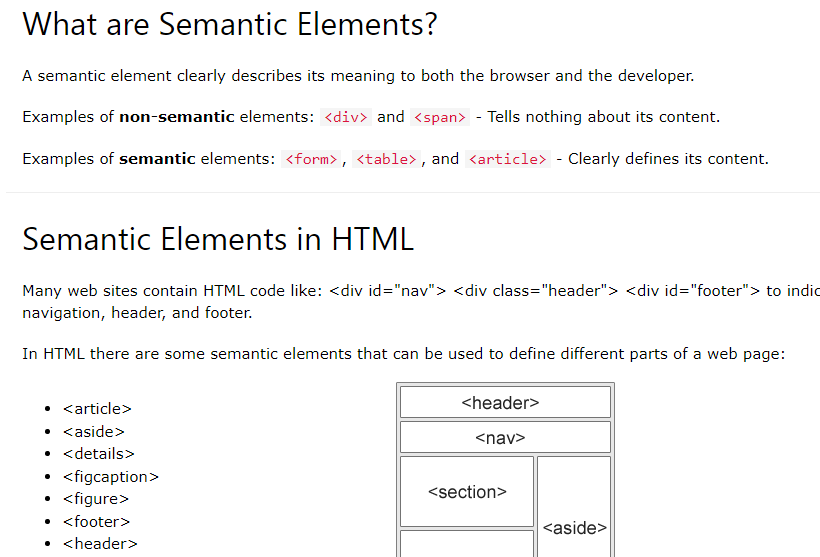 What are Semantic Elements?
A semantic element clearly describes its meaning to both the browser and the developer.
Examples of non-semantic elements: <div> and <span> - Tells nothing about its content.
Examples of semantic elements: <form>, <table>, and <article> - Clearly defines its content.
Semantic Elements in HTML
Many web sites contain HTML code like: <div id="nav"> <div class="header"> <div id="footer"> to
navigation, header, and footer.
In HTML there are some semantic elements that can be used to define different parts of a web page:
<article>
<aside>
<details>
<figcaption>
<figure>
<footer>
<header>
<header>
<nav>
<section>
<aside>